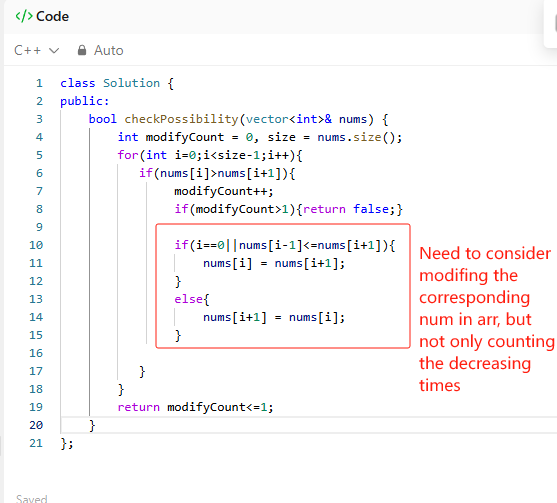 </> Code
C++ Auto
1 class Solution {
2 public:
3 bool checkPossibility(vector<int>& nums) {
4 int modifyCount = 0, size = nums.size();
5 for(int i=0;i<size-1;i++){
6 if(nums[i]>nums[i+1]){
7 modifyCount++;
8 if(modifyCount>1){return false;}
9
10 if(i==0||nums[i-1]<=nums[i+1]){
11 nums[i] = nums[i+1];
12 }
13 else{
14 nums[i+1] = nums[i];
15 }
16
17 }
18 }
19 return modifyCount<=1;
20 }
21 };
Need to consider
modifing the
corresponding
num in arr, but
not only counting
the decreasing
times
Saved